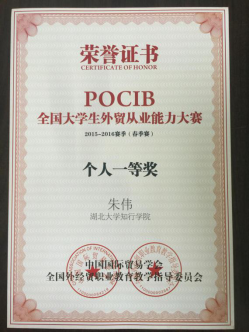 荣誉证书
CERTIFICATE OF HONOR
POCIB
全国大学生外贸从业能力大赛
2015-2016赛季（春季赛）
个人一等奖
朱伟
湖北大学知行学院
中国国际贸易学会
全国外经贸职业教育教学指导委员会